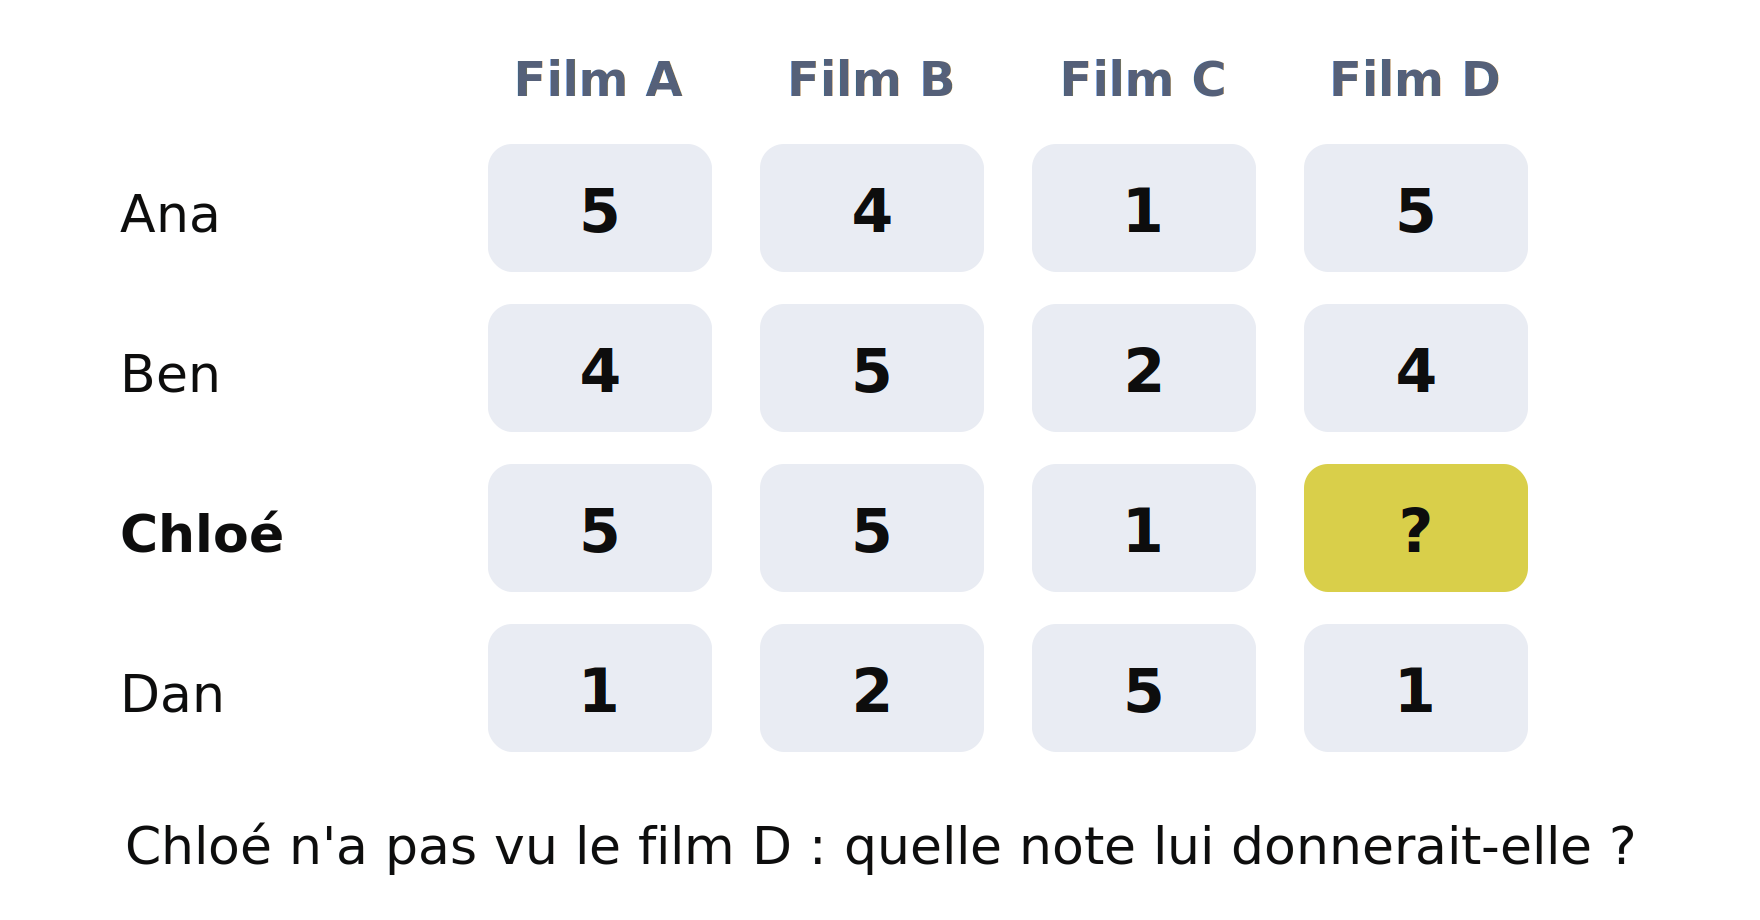 Film A Film B Film C Film D
Ana 5 4 1 5
Ben 4 5 2 4
Chloé 5 5 1 ?
Dan 1 2 5 1
Chloé n'a pas vu le film D : quelle note lui donnerait-elle ?